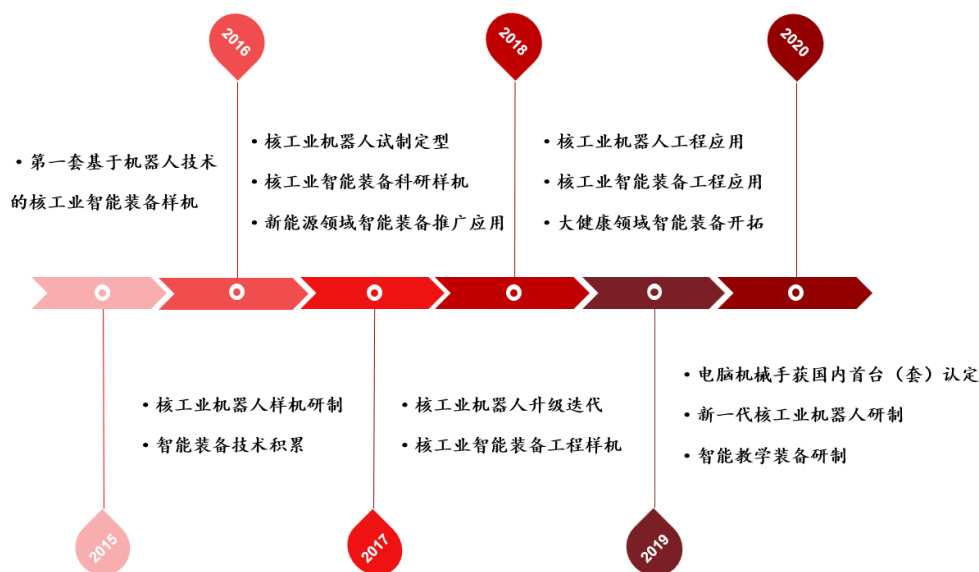 2016
2018
2020
• 第一套基于机器人技术
的核工业智能装备样机
• 核工业机器人试制定型
• 核工业智能装备科研样机
• 新能源领域智能装备推广应用
• 核工业机器人工程应用
• 核工业智能装备工程应用
• 大健康领域智能装备开拓
• 核工业机器人样机研制
• 智能装备技术积累
• 核工业机器人升级迭代
• 核工业智能装备工程样机
• 电脑机械手获国内首台（套）认定
• 新一代核工业机器人研制
• 智能教学装备研制
2015
2017
2019